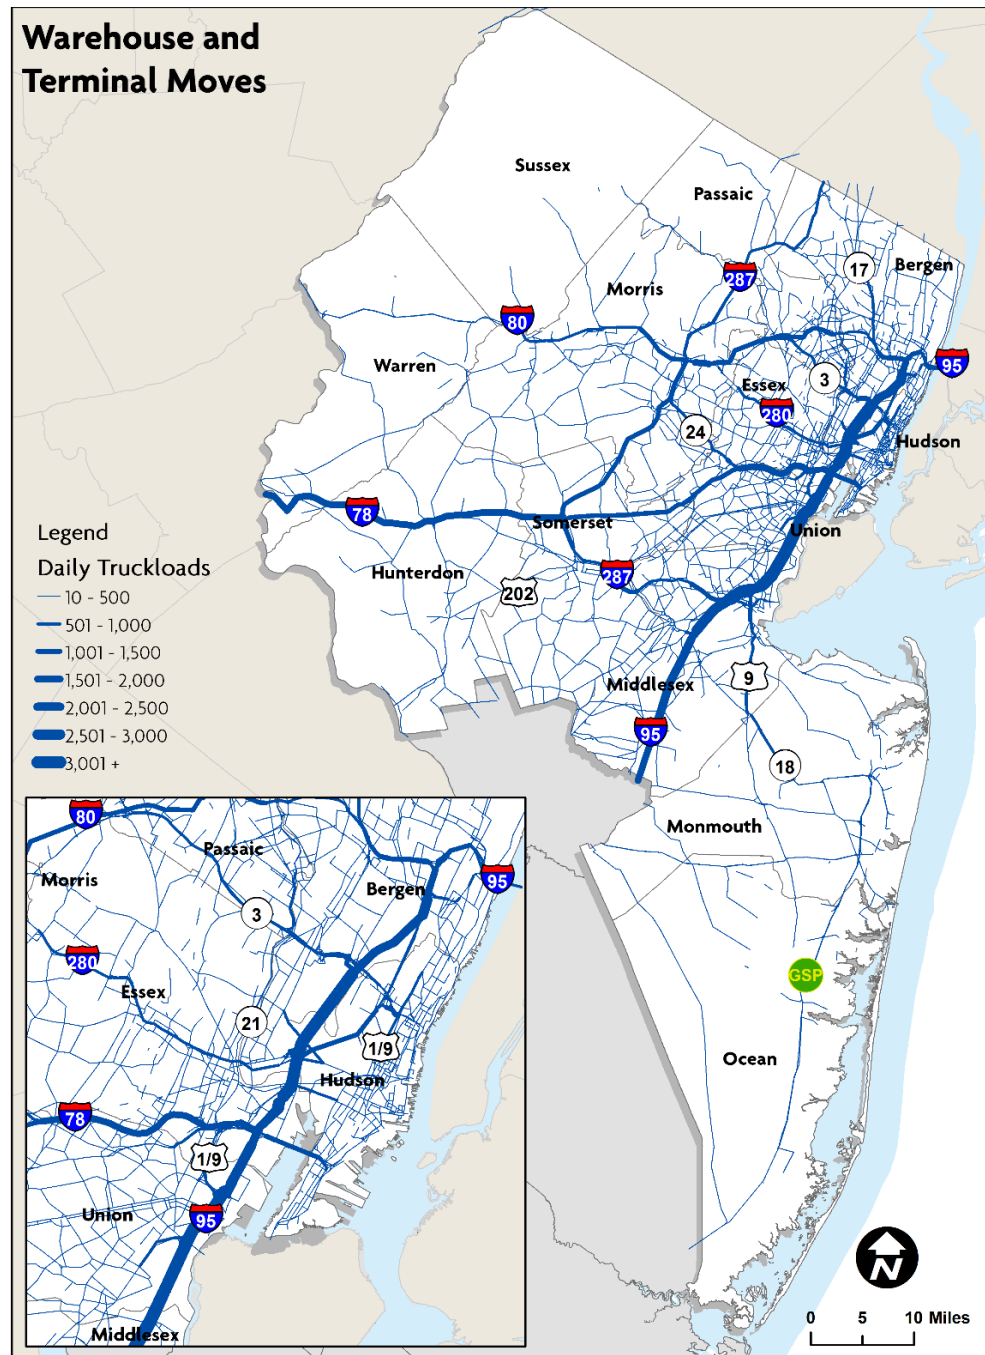 Warehouse and
Terminal Moves
Sussex
Passaic
17
Bergen
287
Morris
80
Warren
95
Essex
3
280
24
Hudson
78
Somerset
Union
Hunterdon
287
202
9
Middlesex
95
18
Monmouth
GSP
Ocean
Legend
Daily Truckloads
10 - 500
501 - 1,000
1,001 - 1,500
1,501 - 2,000
2,001 - 2,500
2,501 - 3,000
3,001 +
80
Passaic
Morris
Bergen
95
3
280
Essex
21
1/9
Hudson
78
1/9
Union
95
Middlesex
N
0 5 10 Miles